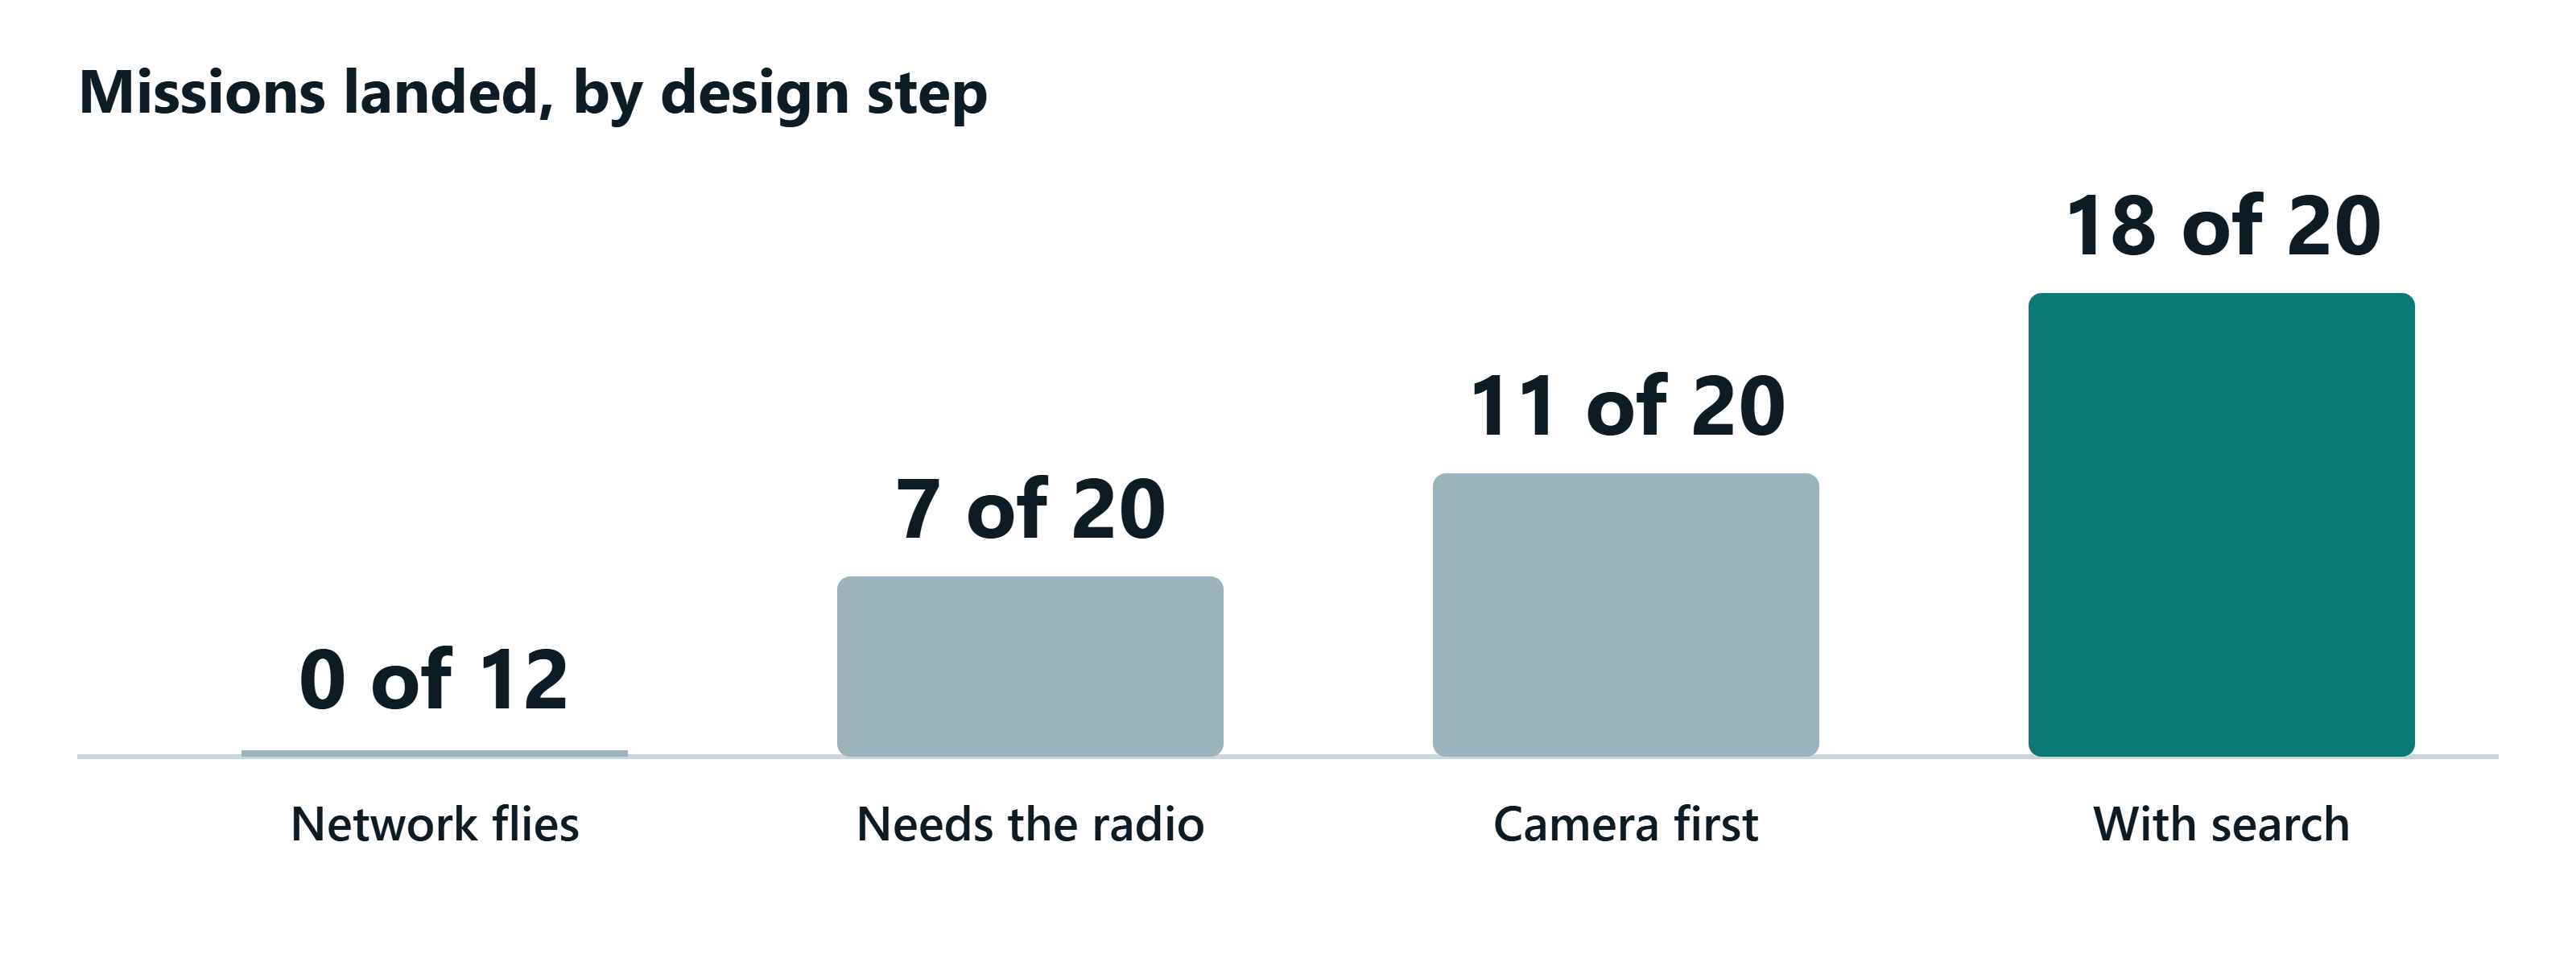 Missions landed, by design step
0 of 12
7 of 20
11 of 20
18 of 20
Network flies
Needs the radio
Camera first
With search